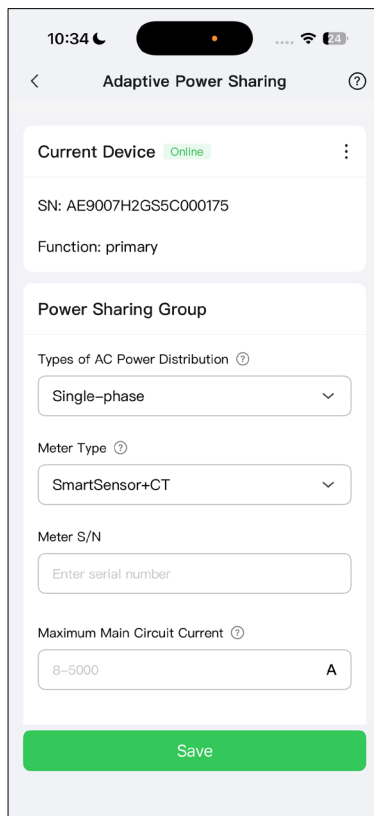 10:34
24
Adaptive Power Sharing
Current Device Online
SN: AE9007H2GS5C000175
Function: primary
Power Sharing Group
Types of AC Power Distribution
Single-phase
Meter Type
SmartSensor+CT
Meter S/N
Enter serial number
Maximum Main Circuit Current
8-5000 A
Save